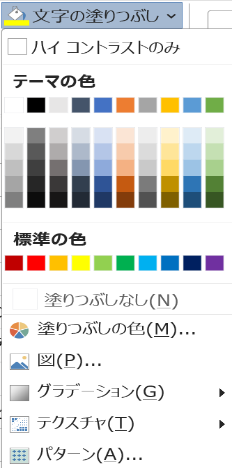 文字の塗りつぶし
ハイ コントラストのみ
テーマの色
標準の色
塗りつぶしなし(N)
塗りつぶしの色(M)...
図(P)...
グラデーション(G)
テクスチャ(T)
パターン(A)...